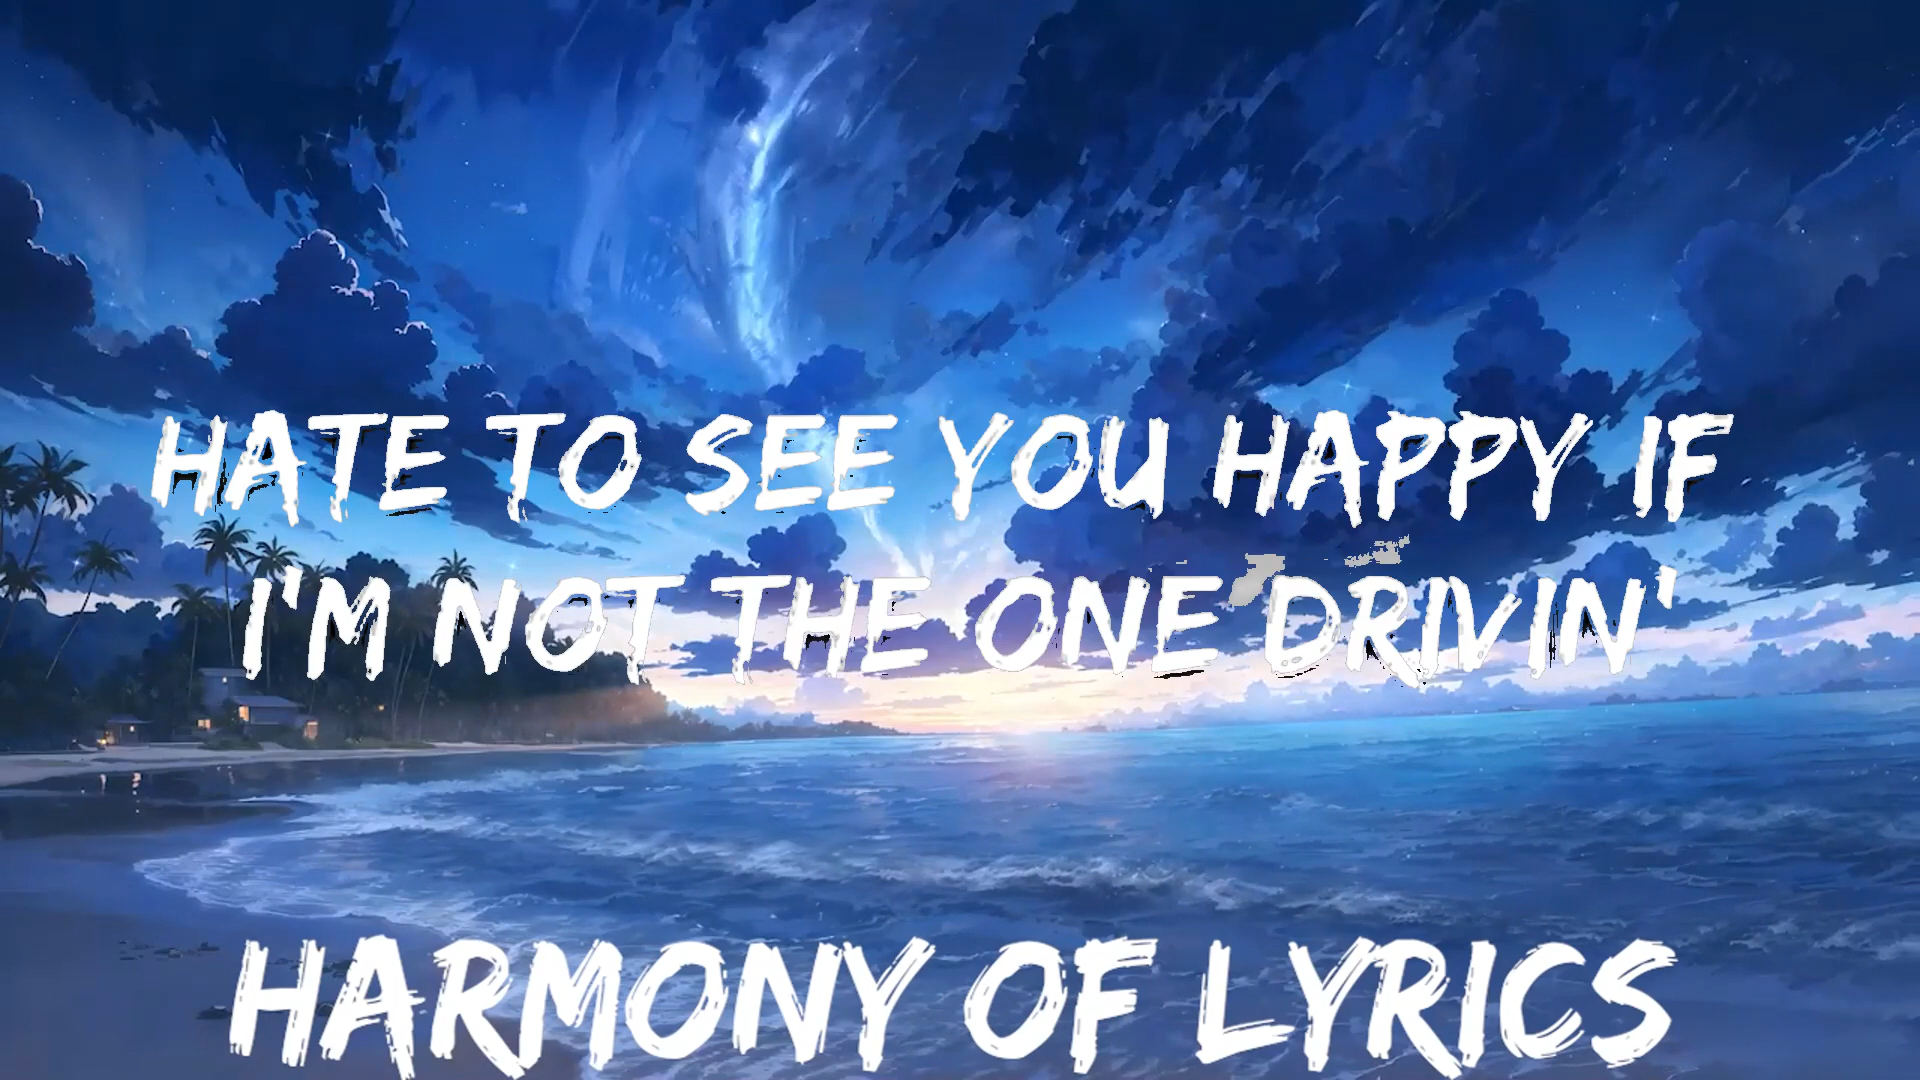 HATE TO SEE YOU HAPPY IF
I'M NOT THE ONE DRIVIN'
HARMONY OF LYRICS